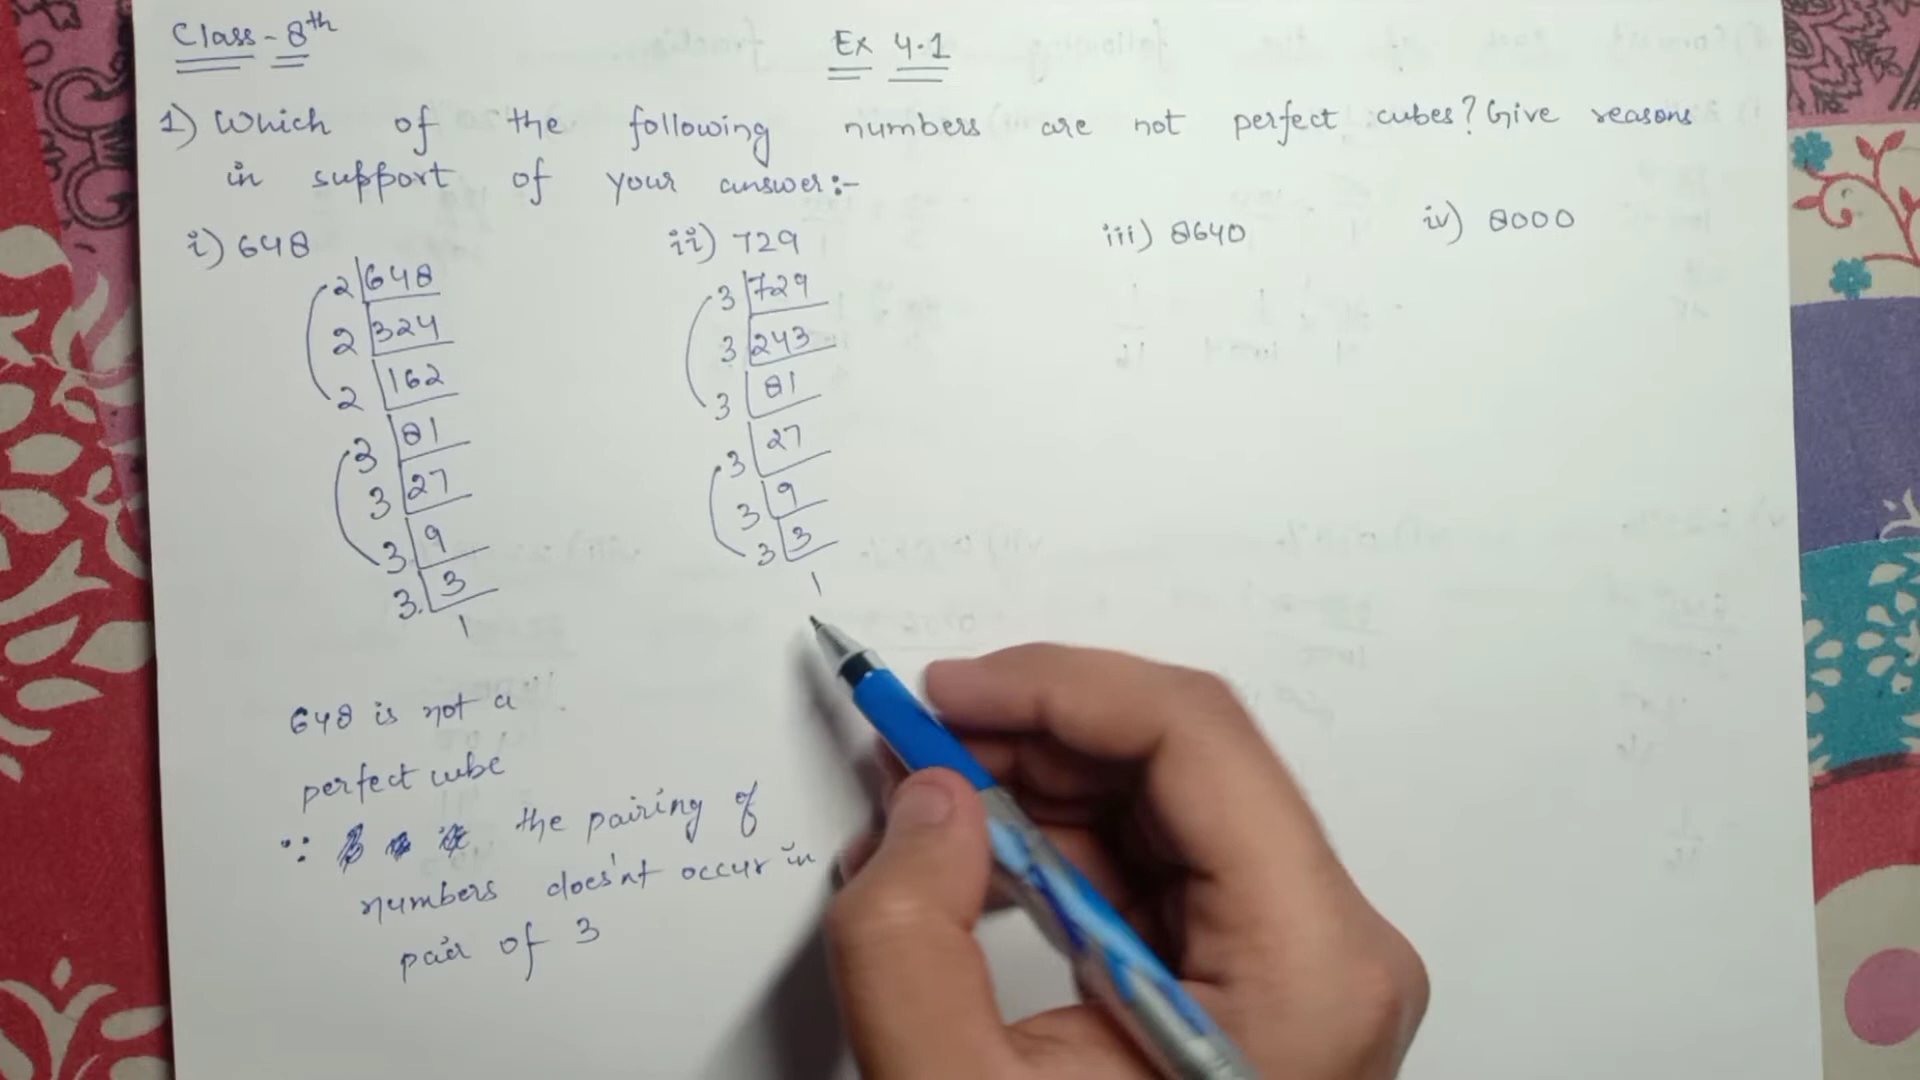 Class - 8th
Ex 4.1
1) Which of the following numbers are not perfect cubes? Give reasons
in support of your answer:-
i) 648
ii) 729
iii) 8640
iv) 8000
2 648
2 324
2 162
3 81
3 27
3 9
3 3
1
3 729
3 243
3 81
3 27
3 9
3 3
1
648 is not a
perfect cube
∵ the pairing of
numbers does'nt occur in
pair of 3